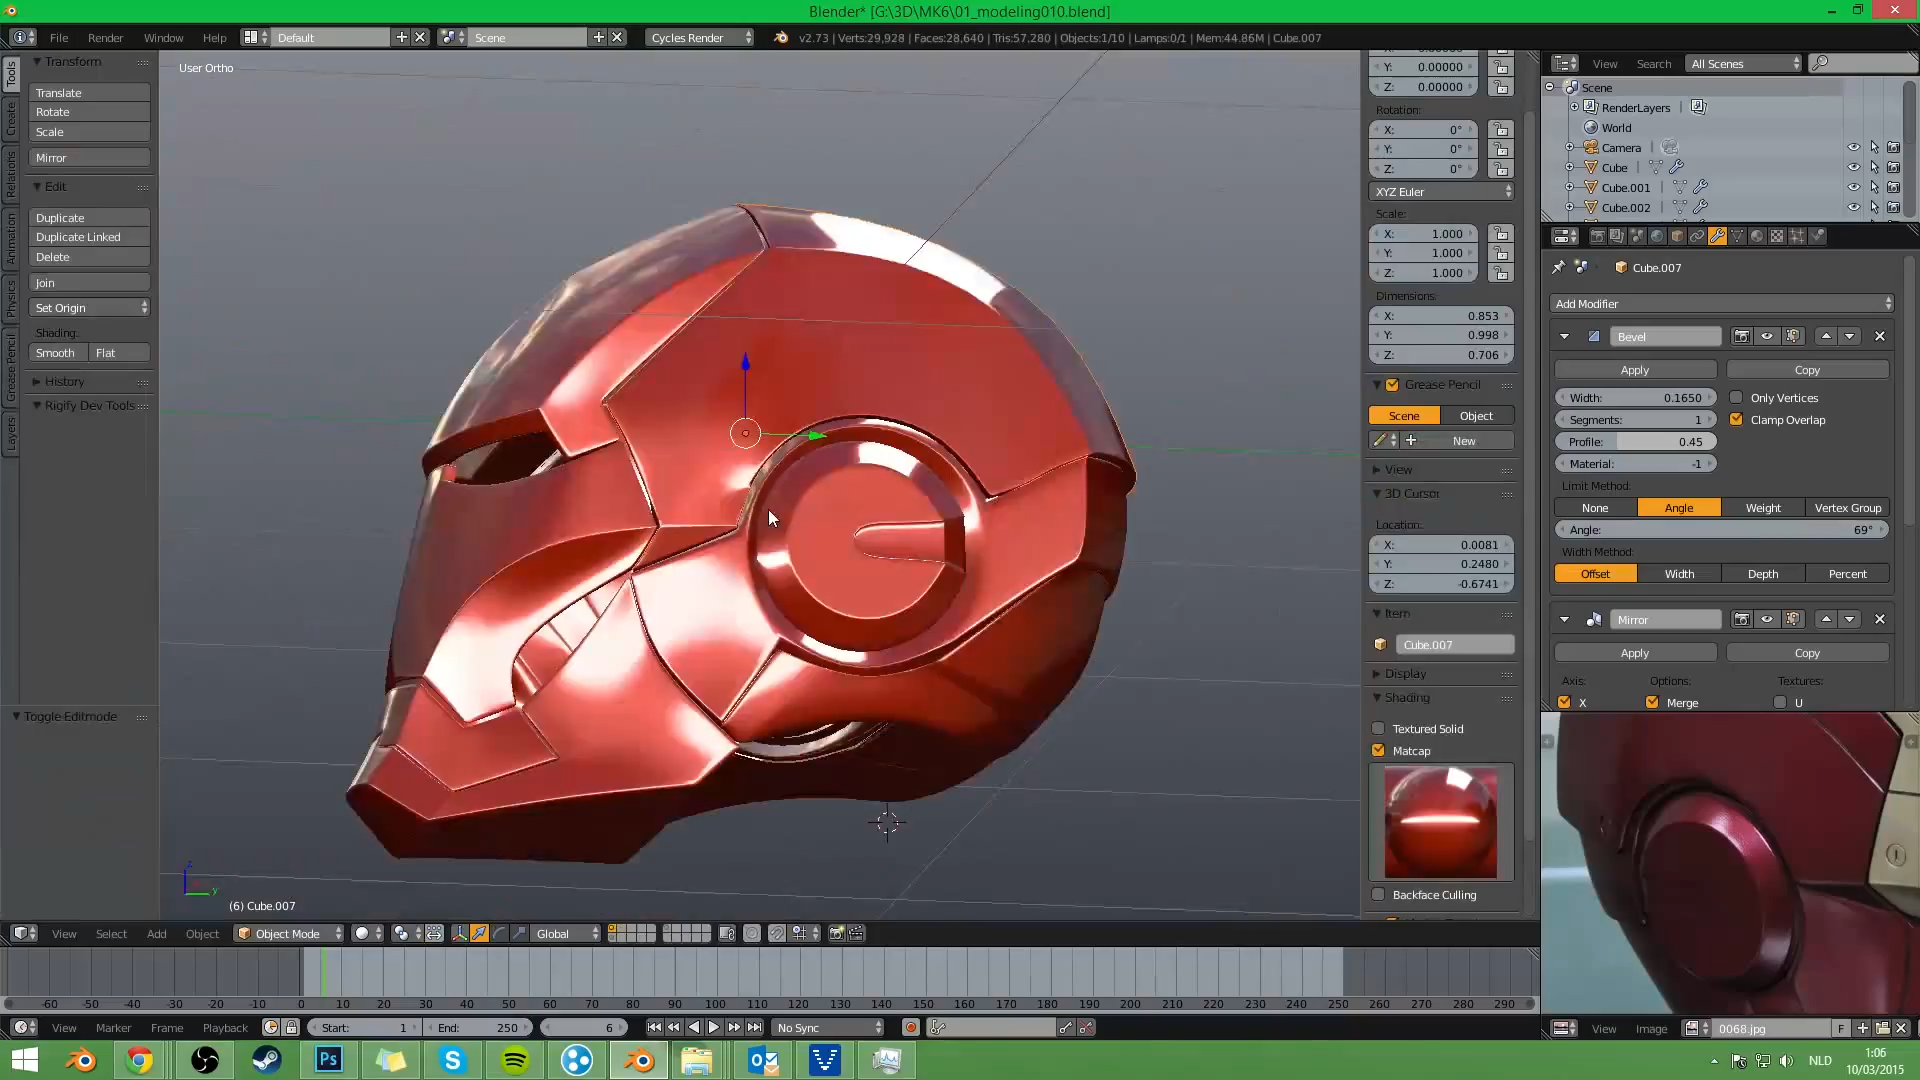 Blender* [G:\3D\MK6\01_modeling010.blend]
File Render Window Help Default Scene Cycles Render v2.73 | Verts:29,928 | Faces:28,640 | Tris:57,280 | Objects:1/10 | Lamps:0/1 | Mem:44.86M | Cube.007
Tools
Create
Relations
Animation
Physics
Grease Pencil
Layers
Transform
Translate
Rotate
Scale
Mirror
Edit
Duplicate
Duplicate Linked
Delete
Join
Set Origin
Shading:
Smooth Flat
History
Rigify Dev Tools
Toggle Editmode
User Ortho
z
y
(6) Cube.007
Y: 0.00000
Z: 0.00000
Rotation:
X: 0°
Y: 0°
Z: 0°
XYZ Euler
Scale:
X: 1.000
Y: 1.000
Z: 1.000
Dimensions:
X: 0.853
Y: 0.998
Z: 0.706
Grease Pencil
Scene Object
New
View
3D Cursor
Location:
X: 0.0081
Y: 0.2480
Z: -0.6741
Item
Cube.007
Display
Shading
Textured Solid
Matcap
Backface Culling
View Search All Scenes
Scene
RenderLayers |
World
Camera |
Cube |
Cube.001 |
Cube.002 |
Cube.007
Add Modifier
Bevel
Apply Copy
Width: 0.1650 Only Vertices
Segments: 1 Clamp Overlap
Profile: 0.45
Material: -1
Limit Method:
None Angle Weight Vertex Group
Angle: 69°
Width Method:
Offset Width Depth Percent
Mirror
Apply Copy
Axis: Options: Textures:
X Merge U
View Select Add Object Object Mode Global
-60 -50 -40 -30 -20 -10 0 10 20 30 40 50 60 70 80 90 100 110 120 130 140 150 160 170 180 190 200 210 220 230 240 250 260 270 280 290
View Marker Frame Playback Start: 1 End: 250 6 No Sync
View Image 0068.jpg F
Ps S NLD
1:06
10/03/2015